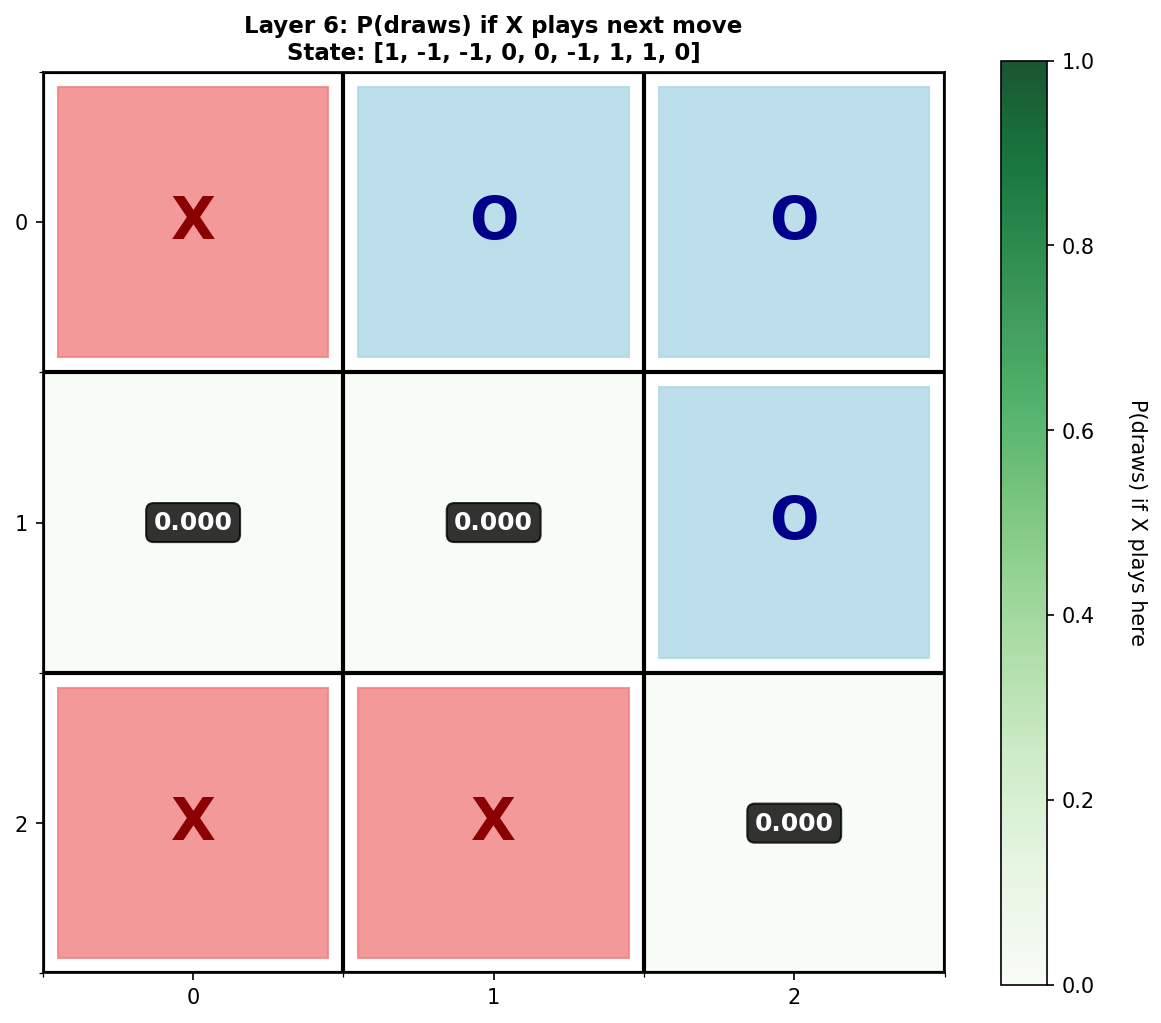 Layer 6: P(draws) if X plays next move
State: [1, -1, -1, 0, 0, -1, 1, 1, 0]
X
O
O
0
0.000
0.000
O
1
X
X
0.000
2
0
1
2
1.0
0.8
0.6
0.4
0.2
0.0
P(draws) if X plays here